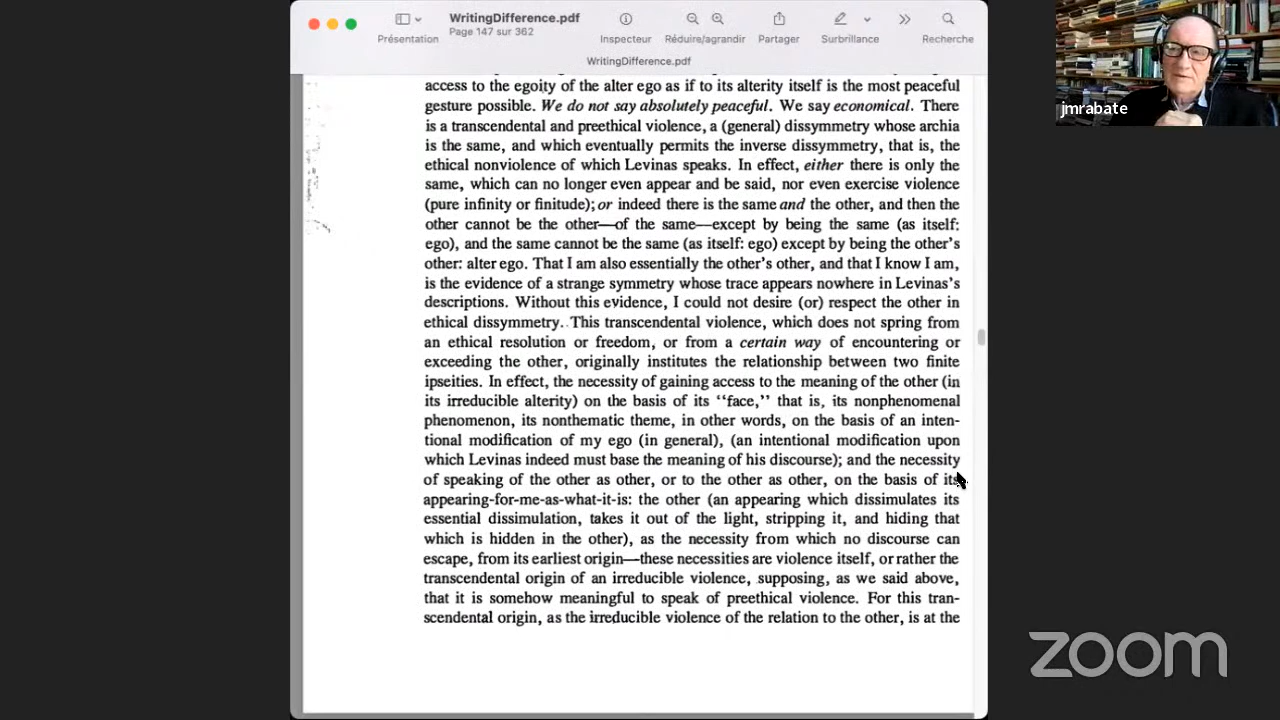 WritingDifference.pdf
Page 147 sur 362
Présentation
Inspecteur
Réduire/agrandir
Partager
Surbrillance
Recherche
WritingDifference.pdf
access to the egoity of the alter ego as if to its alterity itself is the most peaceful
gesture possible. We do not say absolutely peaceful. We say economical. There
is a transcendental and preethical violence, a (general) dissymmetry whose archia
is the same, and which eventually permits the inverse dissymmetry, that is, the
ethical nonviolence of which Levinas speaks. In effect, either there is only the
same, which can no longer even appear and be said, nor even exercise violence
(pure infinity or finitude); or indeed there is the same and the other, and then the
other cannot be the other—of the same—except by being the same (as itself:
ego), and the same cannot be the same (as itself: ego) except by being the other's
other: alter ego. That I am also essentially the other's other, and that I know I am,
is the evidence of a strange symmetry whose trace appears nowhere in Levinas's
descriptions. Without this evidence, I could not desire (or) respect the other in
ethical dissymmetry. This transcendental violence, which does not spring from
an ethical resolution or freedom, or from a certain way of encountering or
exceeding the other, originally institutes the relationship between two finite
ipseities. In effect, the necessity of gaining access to the meaning of the other (in
its irreducible alterity) on the basis of its “face,” that is, its nonphenomenal
phenomenon, its nonthematic theme, in other words, on the basis of an inten-
tional modification of my ego (in general), (an intentional modification upon
which Levinas indeed must base the meaning of his discourse); and the necessity
of speaking of the other as other, or to the other as other, on the basis of its
appearing-for-me-as-what-it-is: the other (an appearing which dissimulates its
essential dissimulation, takes it out of the light, stripping it, and hiding that
which is hidden in the other), as the necessity from which no discourse can
escape, from its earliest origin—these necessities are violence itself, or rather the
transcendental origin of an irreducible violence, supposing, as we said above,
that it is somehow meaningful to speak of preethical violence. For this tran-
scendental origin, as the irreducible violence of the relation to the other, is at the
jmrabate
zoom